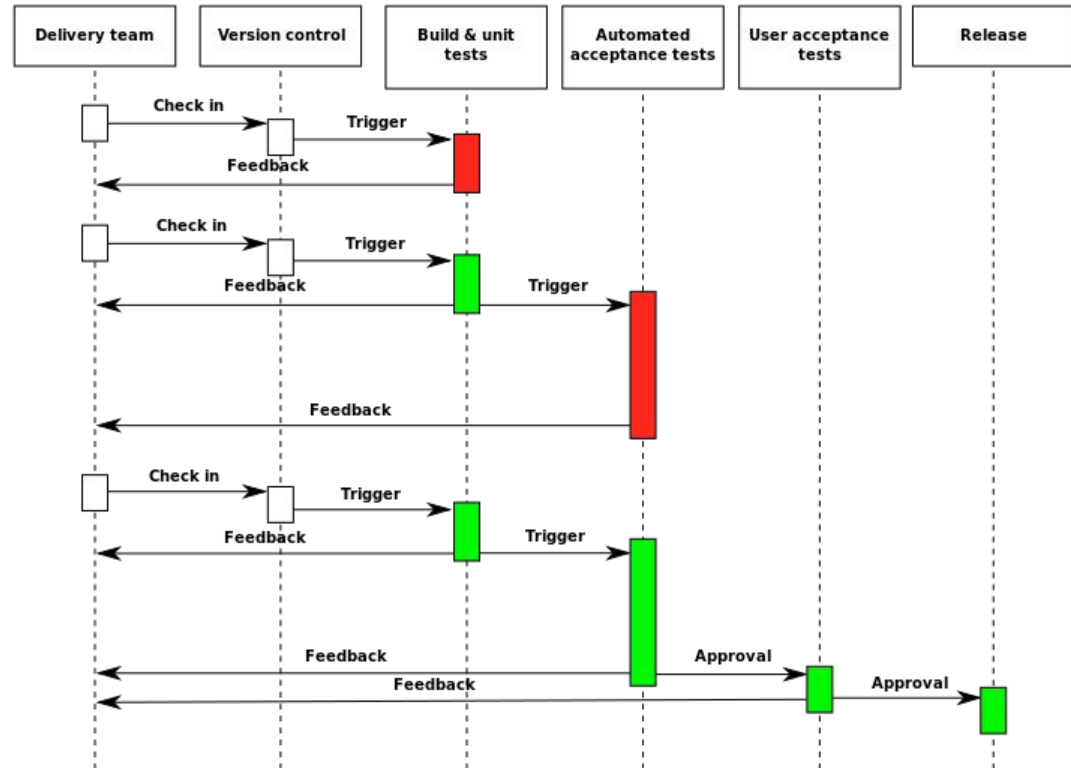 Delivery team
Version control
Build & unit
tests
Automated
acceptance tests
User acceptance
tests
Release
Check in
Trigger
Feedback
Check in
Trigger
Feedback
Trigger
Feedback
Check in
Trigger
Feedback
Trigger
Feedback
Approval
Feedback
Approval